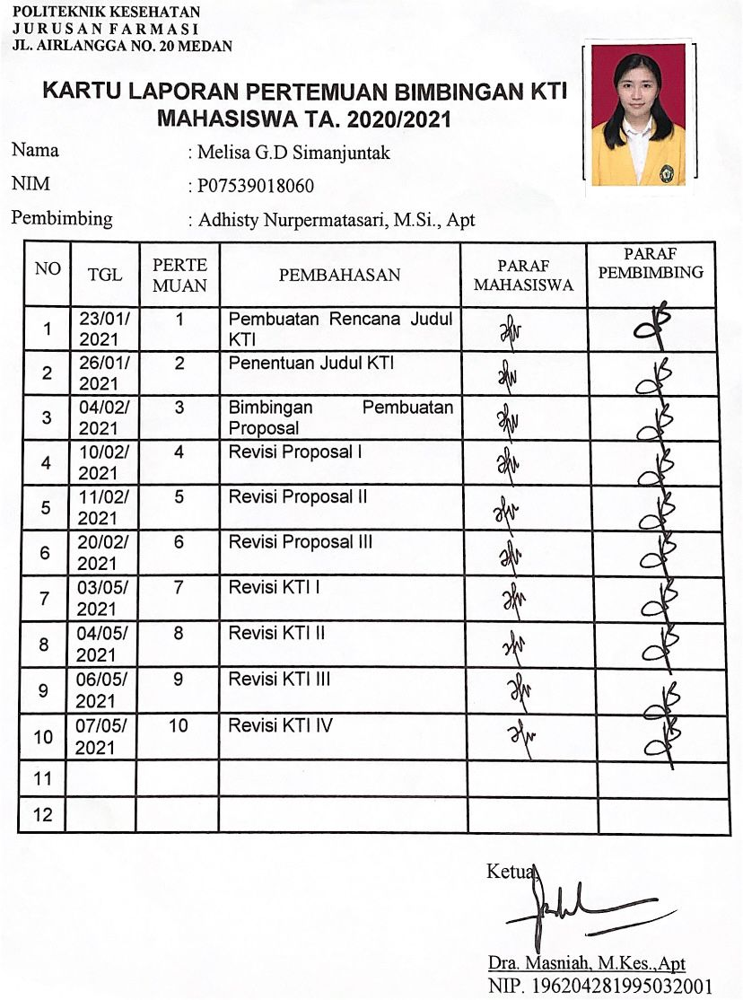 POLITEKNIK KESEHATAN
JURUSAN FARMASI
JL. AIRLANGGA NO. 20 MEDAN
KARTU LAPORAN PERTEMUAN BIMBINGAN KTI
MAHASISWA TA. 2020/2021
Nama : Melisa G.D Simanjuntak
NIM : P07539018060
Pembimbing : Adhisty Nurpermatasari, M.Si., Apt
NO TGL PERTE MUAN PEMBAHASAN PARAF MAHASISWA PARAF PEMBIMBING
1 23/01/2021 1 Pembuatan Rencana Judul KTI
2 26/01/2021 2 Penentuan Judul KTI
3 04/02/2021 3 Bimbingan Pembuatan Proposal
4 10/02/2021 4 Revisi Proposal I
5 11/02/2021 5 Revisi Proposal II
6 20/02/2021 6 Revisi Proposal III
7 03/05/2021 7 Revisi KTI I
8 04/05/2021 8 Revisi KTI II
9 06/05/2021 9 Revisi KTI III
10 07/05/2021 10 Revisi KTI IV
11
12
Ketua,
Dra. Masniah, M.Kes.,Apt
NIP. 196204281995032001